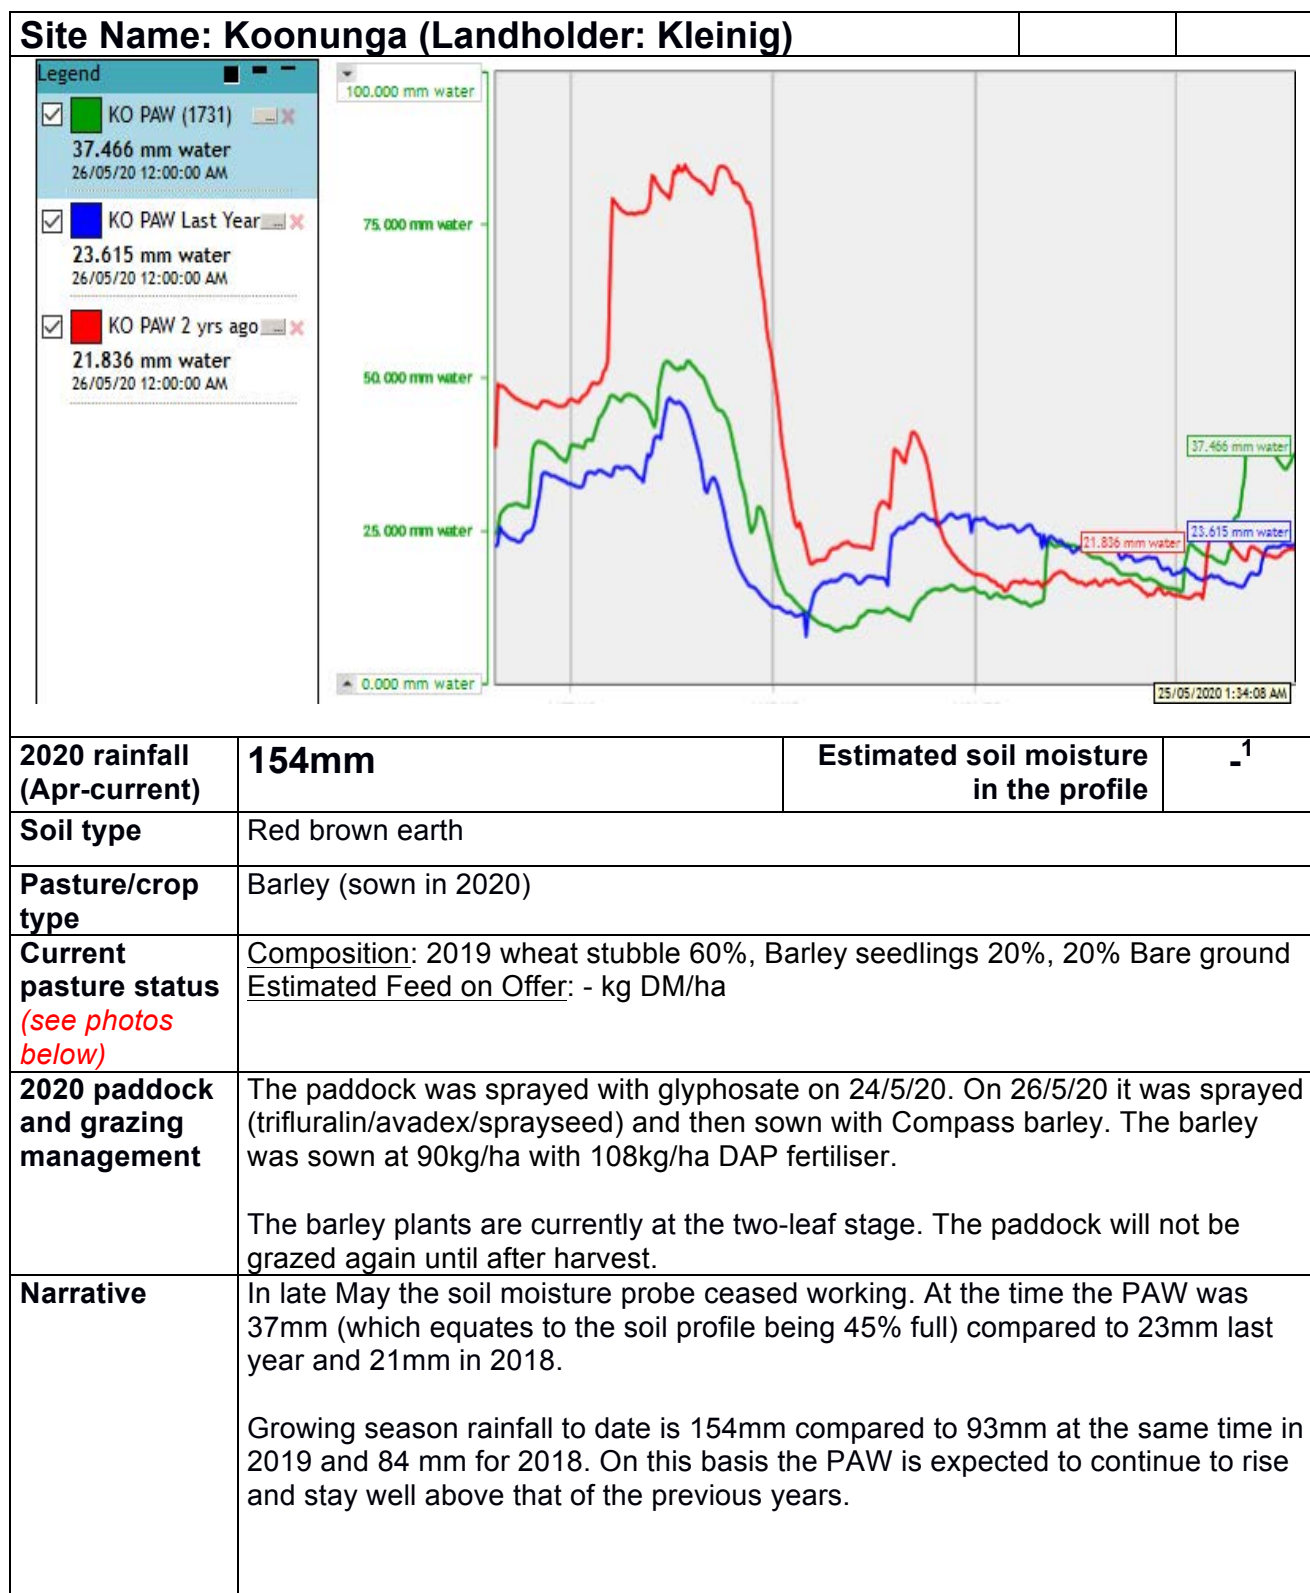 Site Name: Koonunga (Landholder: Kleinig)
Legend
KO PAW (1731)
37.466 mm water
26/05/20 12:00:00 AM
KO PAW Last Year
23.615 mm water
26/05/20 12:00:00 AM
KO PAW 2 yrs ago
21.836 mm water
26/05/20 12:00:00 AM
100.000 mm water
75.000 mm water
50.000 mm water
25.000 mm water
0.000 mm water
37.466 mm water
21.836 mm water
23.615 mm water
25/05/2020 1:34:08 AM
2020 rainfall
(Apr-current)
154mm
Estimated soil moisture
in the profile
-1
Soil type
Red brown earth
Pasture/crop
type
Barley (sown in 2020)
Current
pasture status
(see photos
below)
Composition: 2019 wheat stubble 60%, Barley seedlings 20%, 20% Bare ground
Estimated Feed on Offer: - kg DM/ha
2020 paddock
and grazing
management
The paddock was sprayed with glyphosate on 24/5/20. On 26/5/20 it was sprayed
(trifluralin/avadex/sprayseed) and then sown with Compass barley. The barley
was sown at 90kg/ha with 108kg/ha DAP fertiliser.
The barley plants are currently at the two-leaf stage. The paddock will not be
grazed again until after harvest.
Narrative
In late May the soil moisture probe ceased working. At the time the PAW was
37mm (which equates to the soil profile being 45% full) compared to 23mm last
year and 21mm in 2018.
Growing season rainfall to date is 154mm compared to 93mm at the same time in
2019 and 84 mm for 2018. On this basis the PAW is expected to continue to rise
and stay well above that of the previous years.